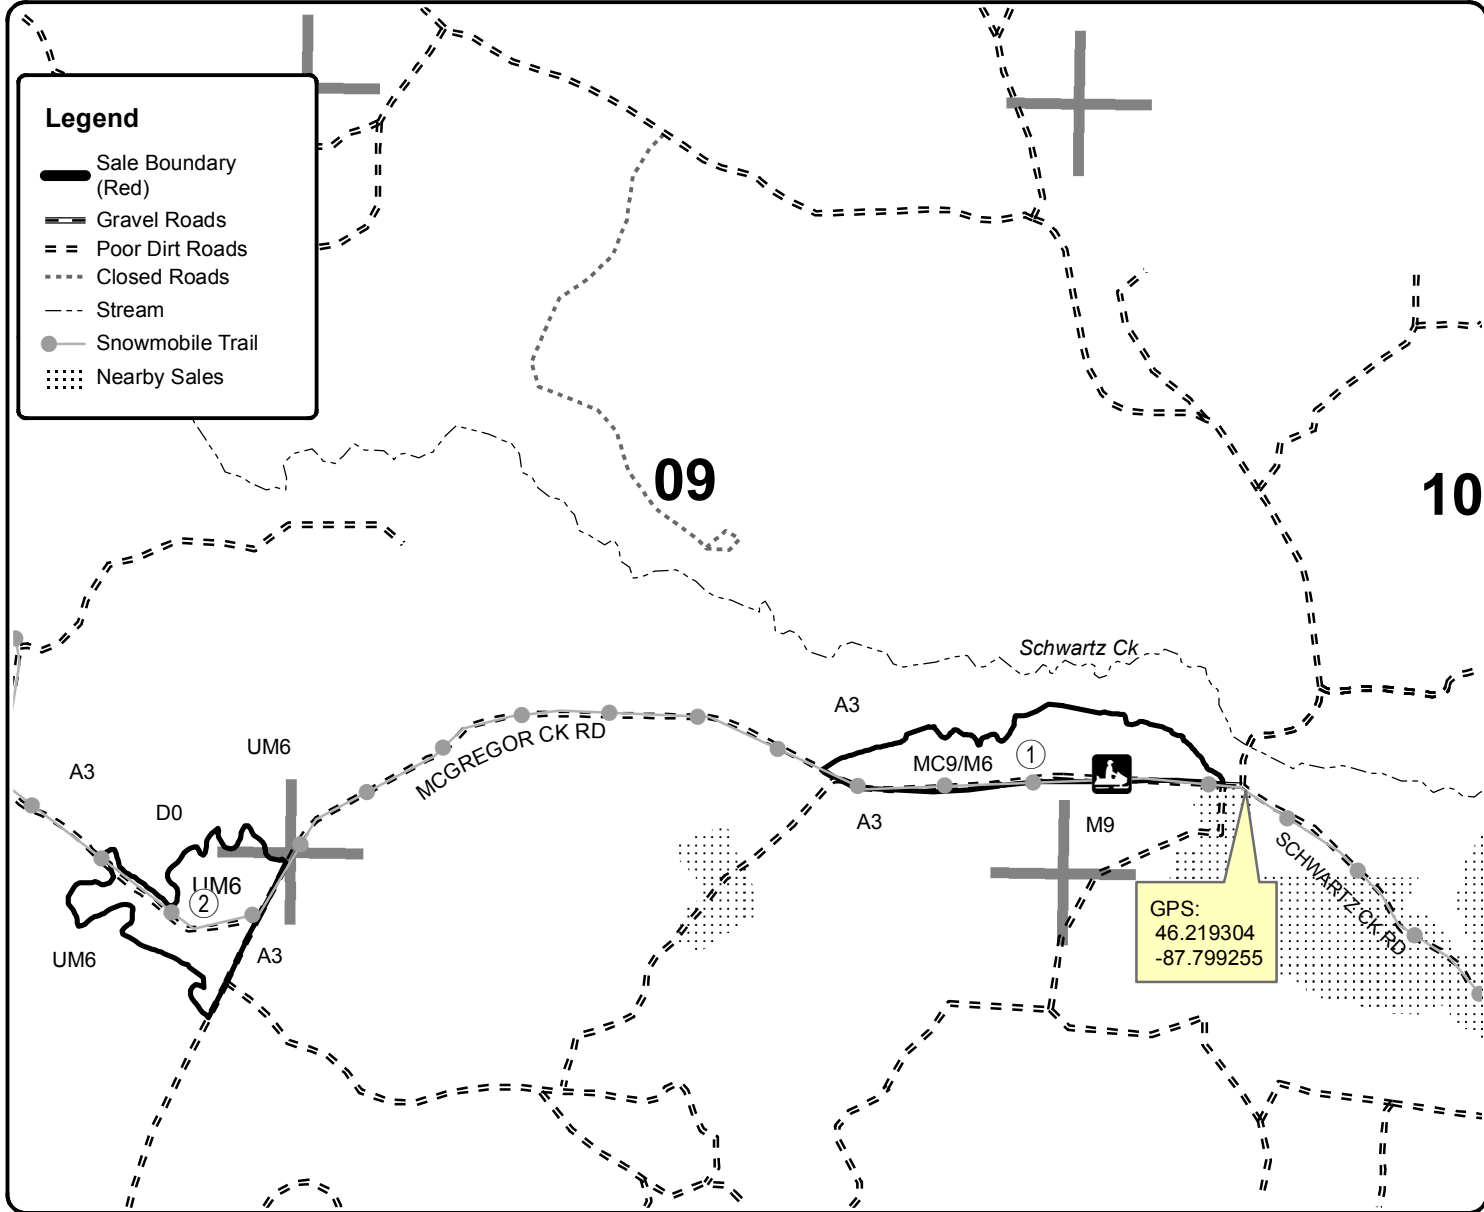 Legend
Sale Boundary
(Red)
Gravel Roads
Poor Dirt Roads
Closed Roads
Stream
Snowmobile Trail
Nearby Sales
09
10
Schwartz Ck
A3
UM6
MCGREGOR CK RD
A3
MC9/M6
1
D0
A3
M9
SCHWARTZ CK RD
UM6
2
UM6
A3
GPS:
46.219304
-87.799255